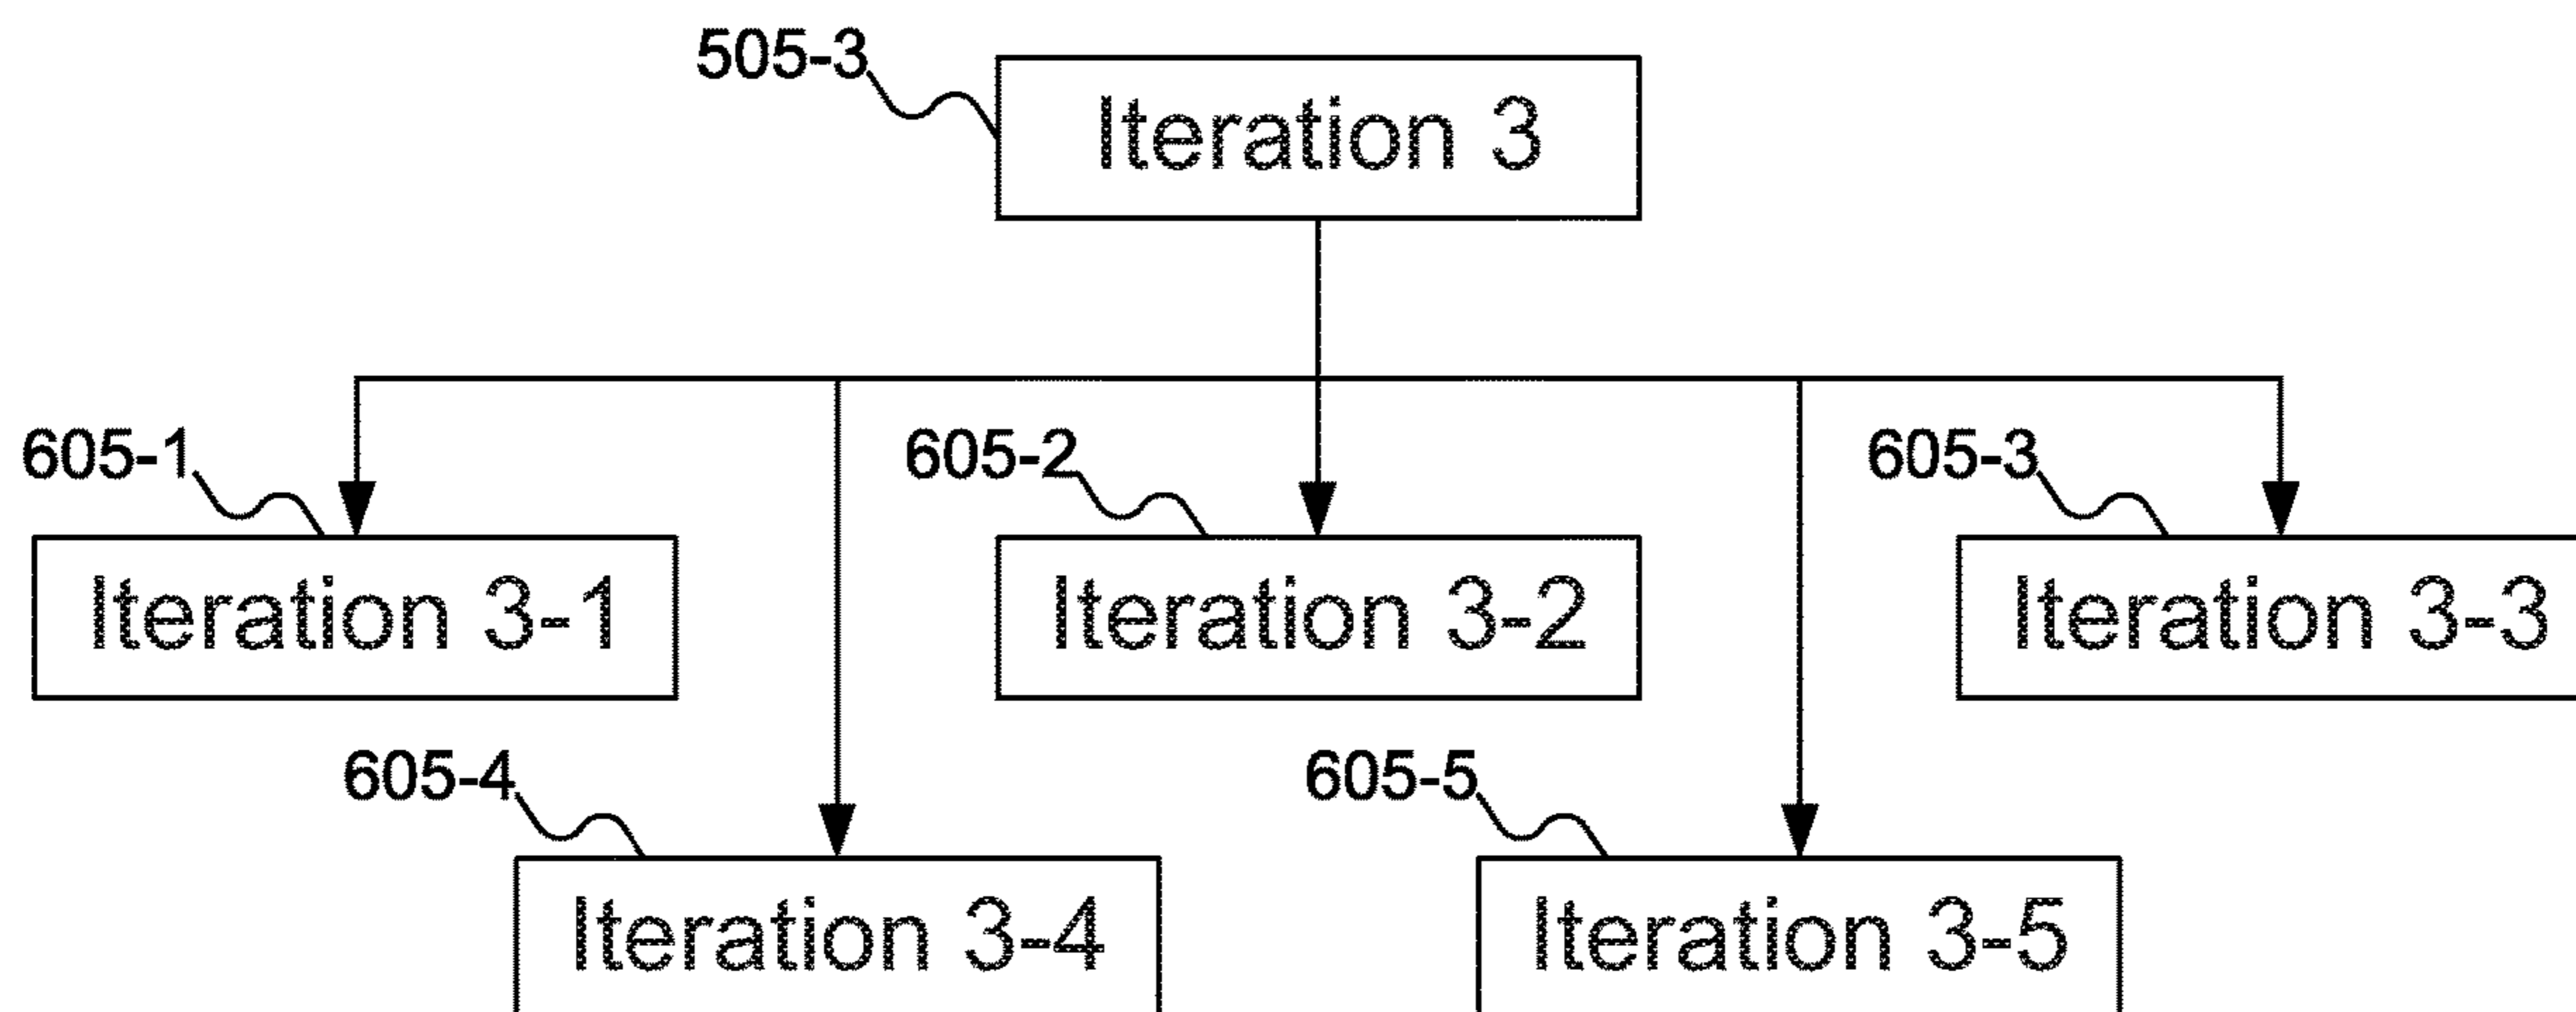 505-3
Iteration 3
605-1
605-2
605-3
Iteration 3-1
Iteration 3-2
Iteration 3-3
605-4
605-5
Iteration 3-4
Iteration 3-5